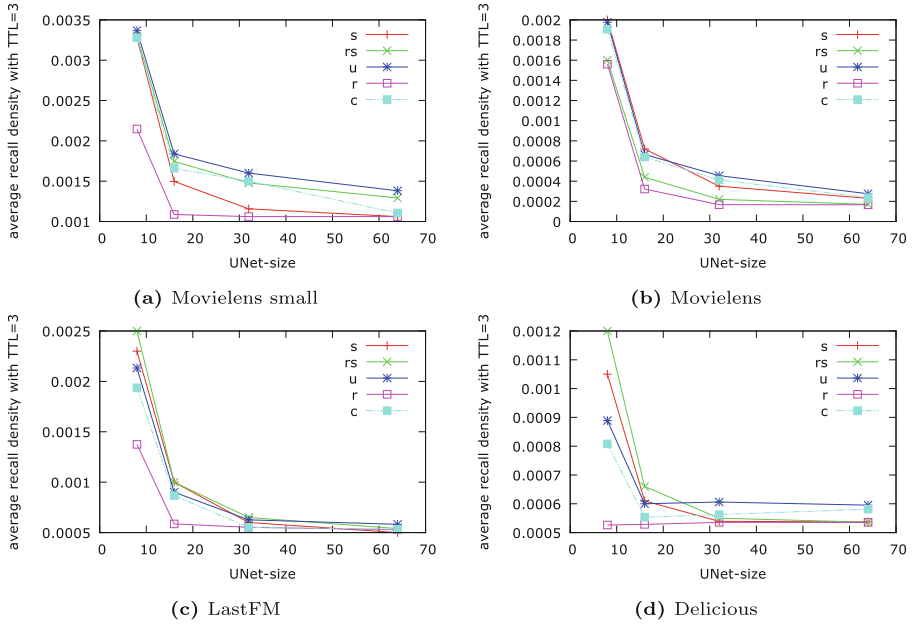 average recall density with TTL=3
0.0035
0.003
0.0025
0.002
0.0015
0.001
0 10 20 30 40 50 60 70
UNet-size
s
rs
u
r
c
(a) Movielens small
average recall density with TTL=3
0.002
0.0018
0.0016
0.0014
0.0012
0.001
0.0008
0.0006
0.0004
0.0002
0
0 10 20 30 40 50 60 70
UNet-size
s
rs
u
r
c
(b) Movielens
average recall density with TTL=3
0.0025
0.002
0.0015
0.001
0.0005
0 10 20 30 40 50 60 70
UNet-size
s
rs
u
r
c
(c) LastFM
average recall density with TTL=3
0.0012
0.0011
0.001
0.0009
0.0008
0.0007
0.0006
0.0005
0 10 20 30 40 50 60 70
UNet-size
s
rs
u
r
c
(d) Delicious